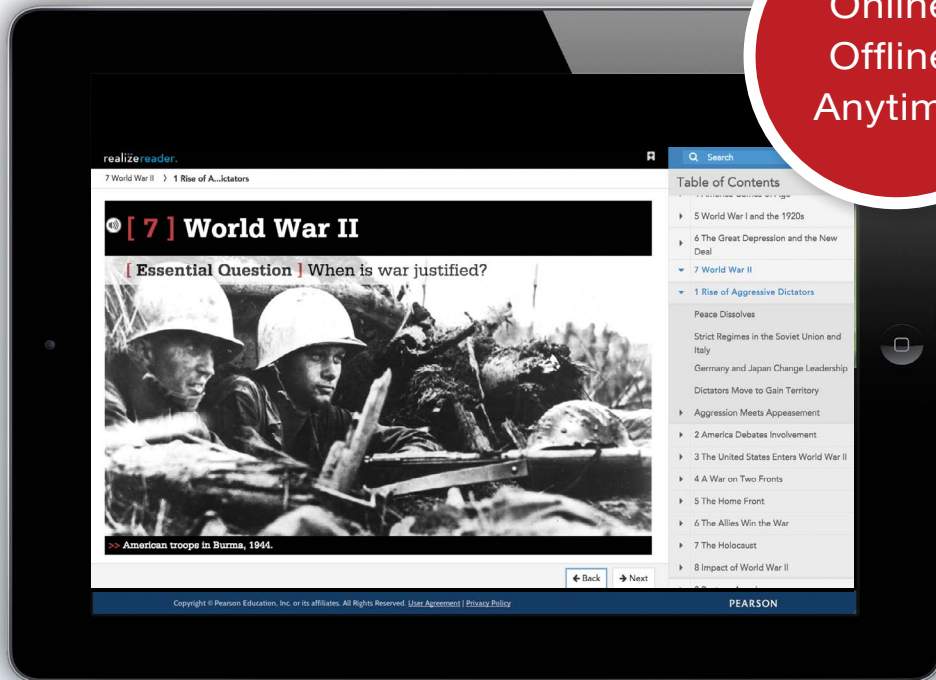 Online
Offline
Anytim
realizereader.
Search
7 World War II > 1 Rise of A...ictators
Table of Contents
[ 7 ] World War II
[ Essential Question ] When is war justified?
5 World War I and the 1920s
6 The Great Depression and the New
Deal
7 World War II
1 Rise of Aggressive Dictators
Peace Dissolves
Strict Regimes in the Soviet Union and
Italy
Germany and Japan Change Leadership
Dictators Move to Gain Territory
Aggression Meets Appeasement
2 America Debates Involvement
3 The United States Enters World War II
4 A War on Two Fronts
5 The Home Front
6 The Allies Win the War
7 The Holocaust
8 Impact of World War II
>> American troops in Burma, 1944.
Back
Next
Copyright © Pearson Education, Inc. or its affiliates. All Rights Reserved. User Agreement | Privacy Policy
PEARSON